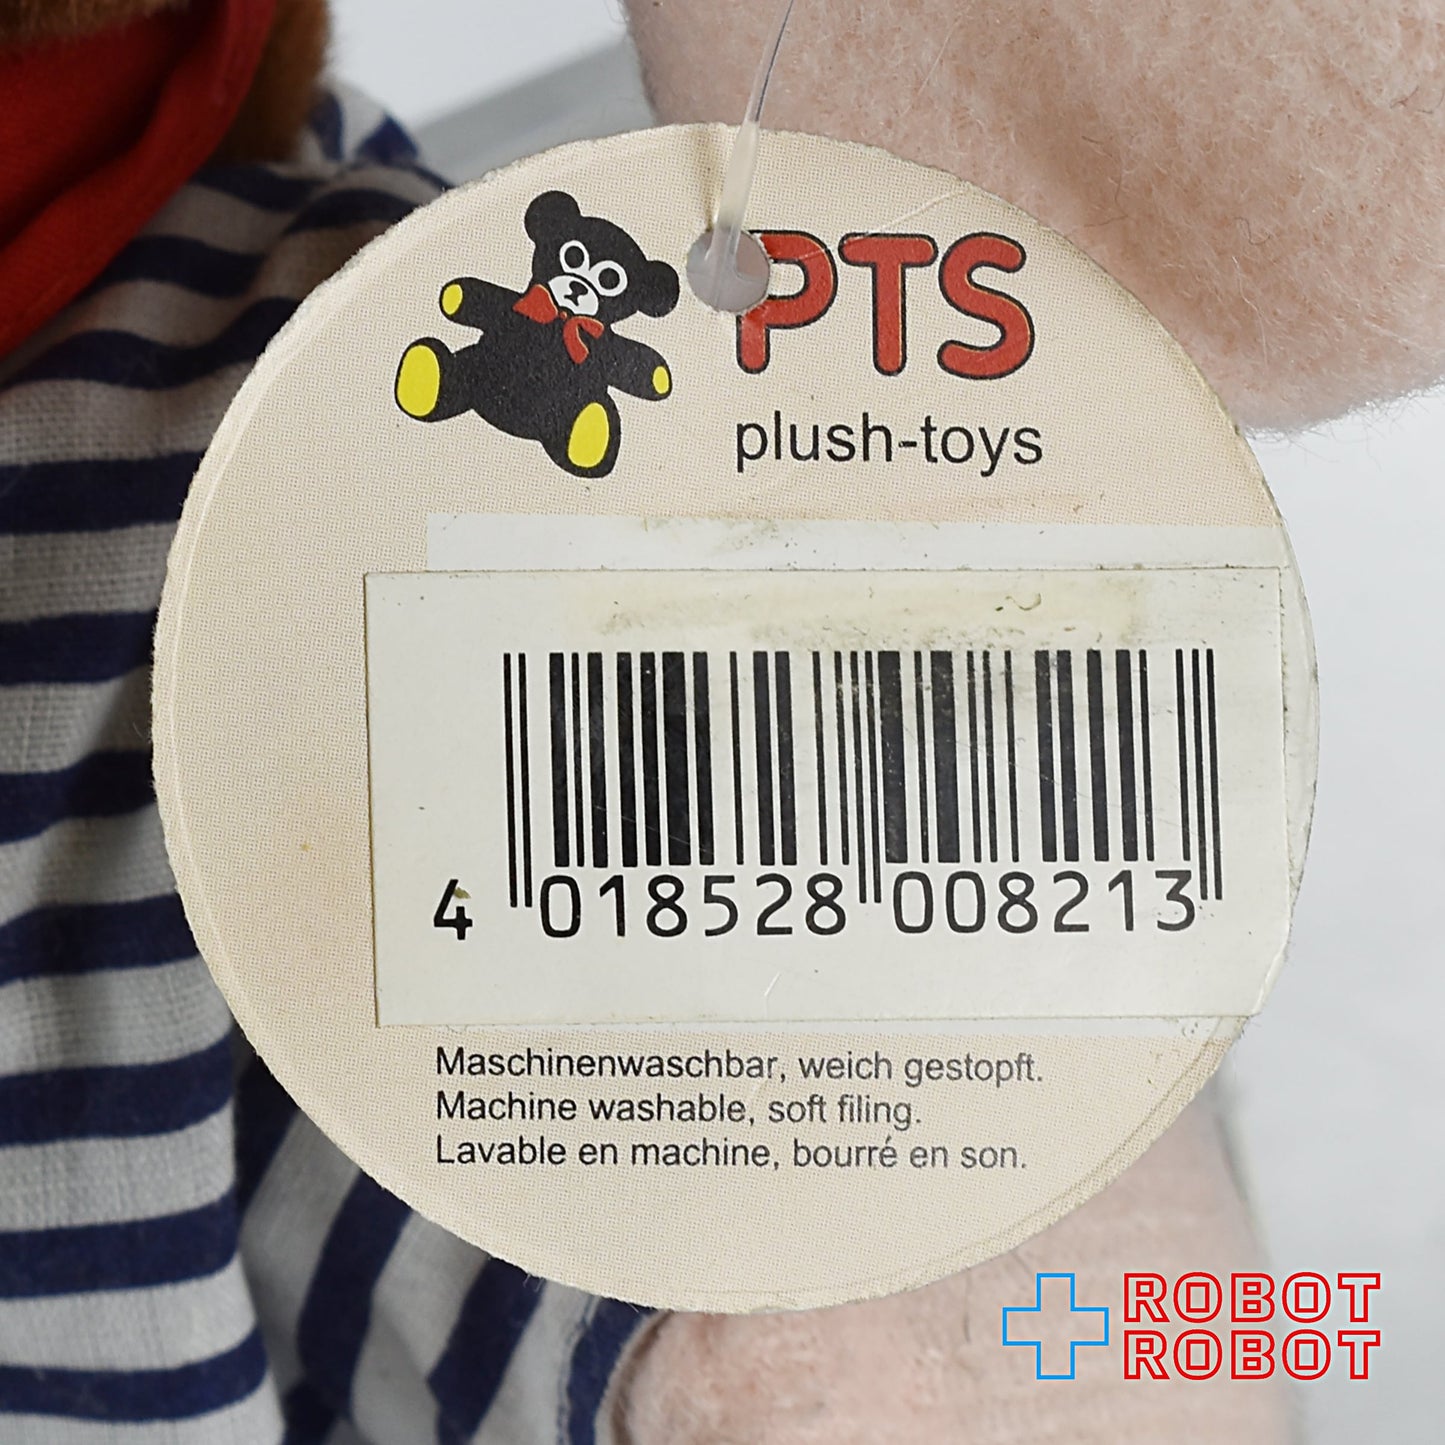 PTS
plush-toys
4 018528 008213
Maschinenwaschbar, weich gestopft.
Machine washable, soft filing.
Lavable en machine, bourré en son.
ROBOT
ROBOT